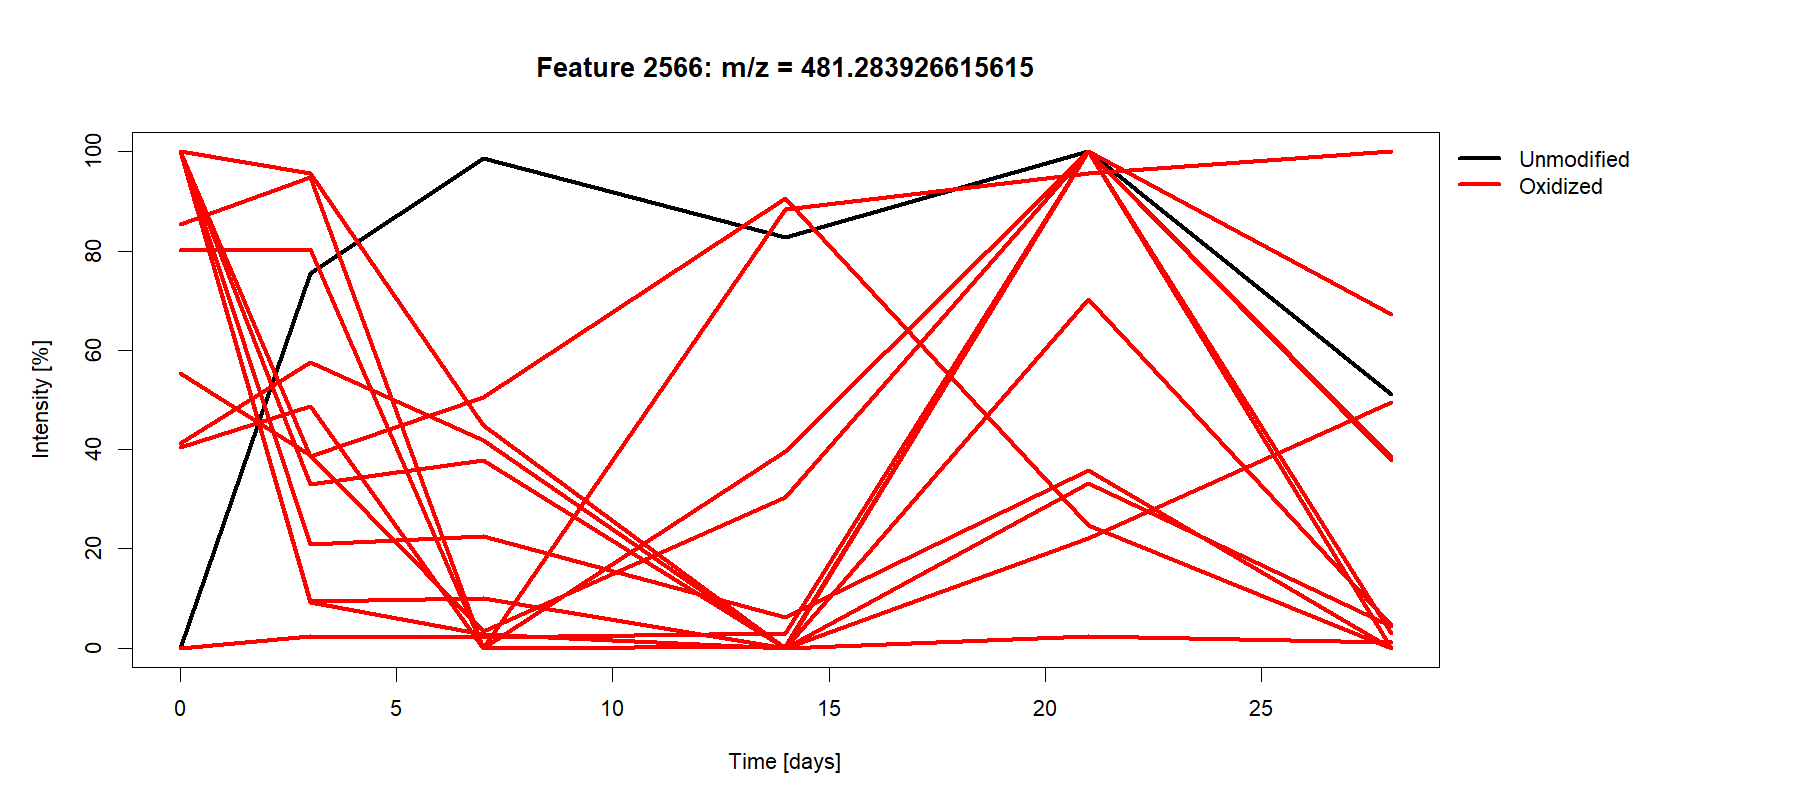 Feature 2566: m/z = 481.283926615615
Unmodified
Oxidized
Intensity [%]
100
80
60
40
20
0
0 5 10 15 20 25
Time [days]